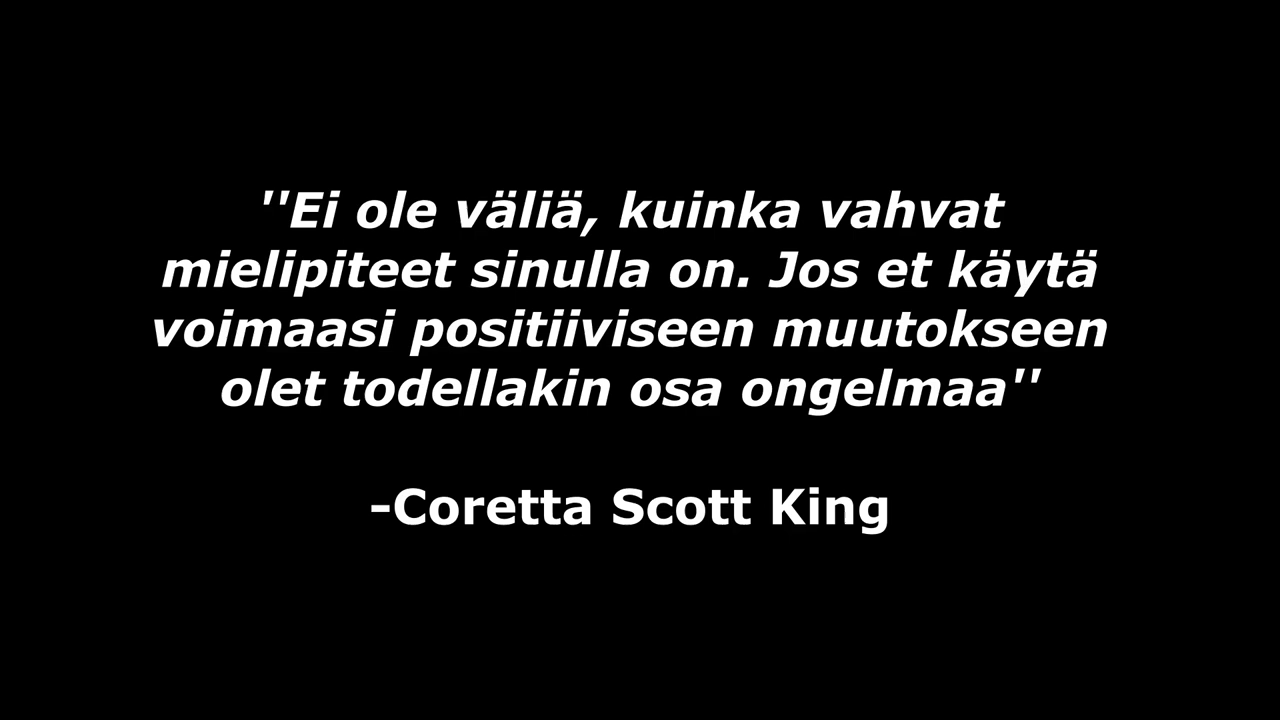 ''Ei ole väliä, kuinka vahvat
mielipiteet sinulla on. Jos et käytä
voimaasi positiiviseen muutokseen
olet todellakin osa ongelmaa''
-Coretta Scott King